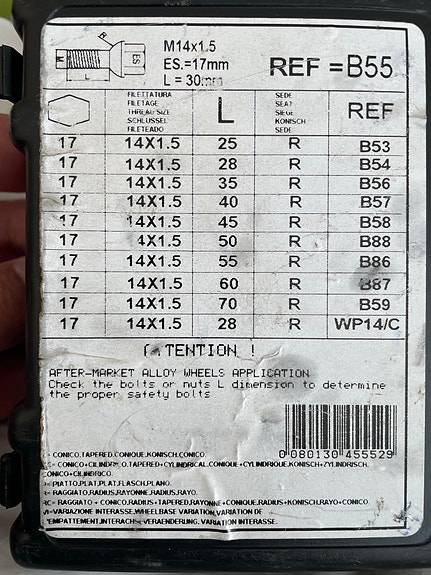 R
M
ES
L
M14x1.5
ES.=17mm
L = 30mm
REF =B55
FILETTATURA
FILETAGE
THREAD SIZE
SCHLUSSEL
FILETEADO
L
SEDE
SEAT
SIEGE
KONISCH
SEDE
REF
17 14X1.5 25 R B53
17 14X1.5 28 R B54
17 14X1.5 35 R B56
17 14X1.5 40 R B57
17 14X1.5 45 R B58
17 14X1.5 50 R B88
17 14X1.5 55 R B86
17 14X1.5 60 R B87
17 14X1.5 70 R B59
17 14X1.5 28 R WP14/C
ATTENTION !
AFTER-MARKET ALLOY WHEELS APPLICATION
Check the bolts or nuts L dimension to determine
the proper safety bolts
0 080130 455529
= CONICO.TAPERED.CONIQUE.KONISCH.CONICO.
= CONICO+CILINDR O.TAPERED+CYLINDRICAL.CONIQUE+CYLINDRIQUE.KONISCH+ZYLINDRISCH.
CONICO+CILINDRICO.
= PIATTO.PLAT.PLAT.FLASCH.PLANO.
= RAGGIATO.RADIUS.RAYONNE.RADIUS.RAYO
RC= RAGGIATO + CONICO.RADIUS+TAPERED.RAYONNE+CONIQUE.RADIUS+KONISCH.RAYO+CONICO.
VI=VARIAZIONE INTERASSE.WHEELBASE VARIATION.VARIATION DE
EMPATTEMENT.INTERACHSE-VERAENDERUNG.VARIATION INTERASSE.